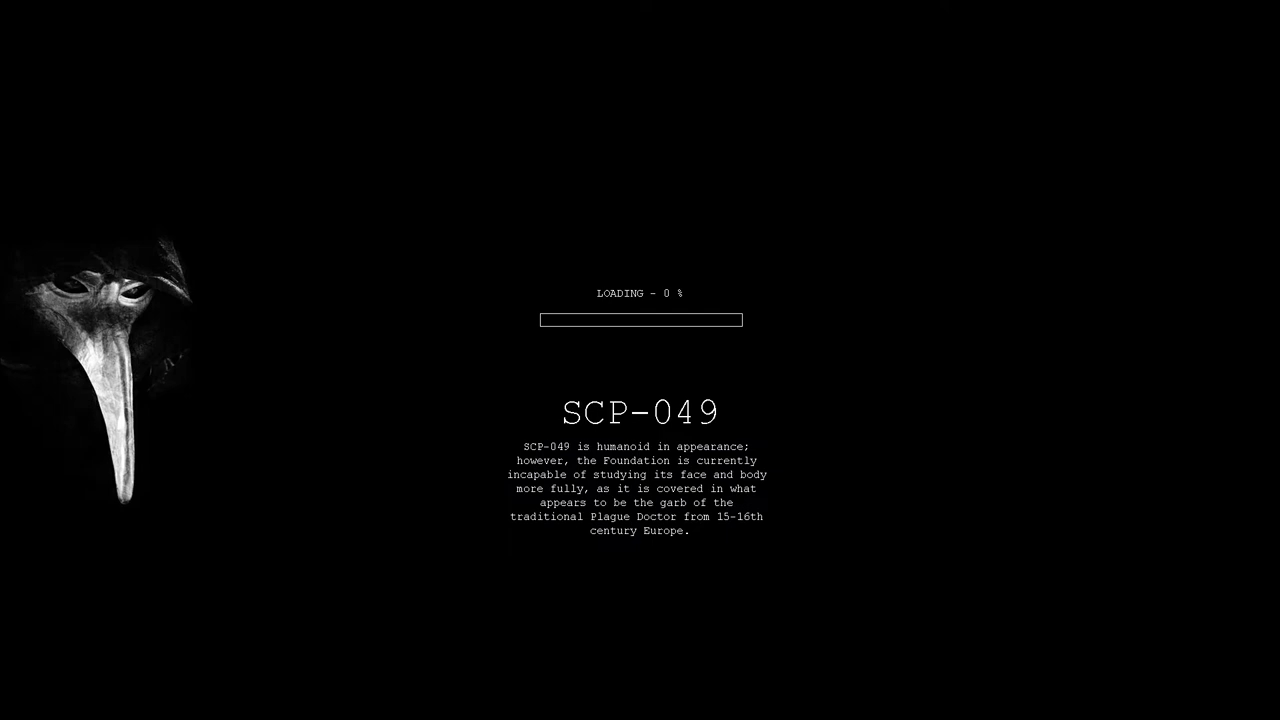 LOADING - 0 %
SCP-049
SCP-049 is humanoid in appearance;
however, the Foundation is currently
incapable of studying its face and body
more fully, as it is covered in what
appears to be the garb of the
traditional Plague Doctor from 15-16th
century Europe.